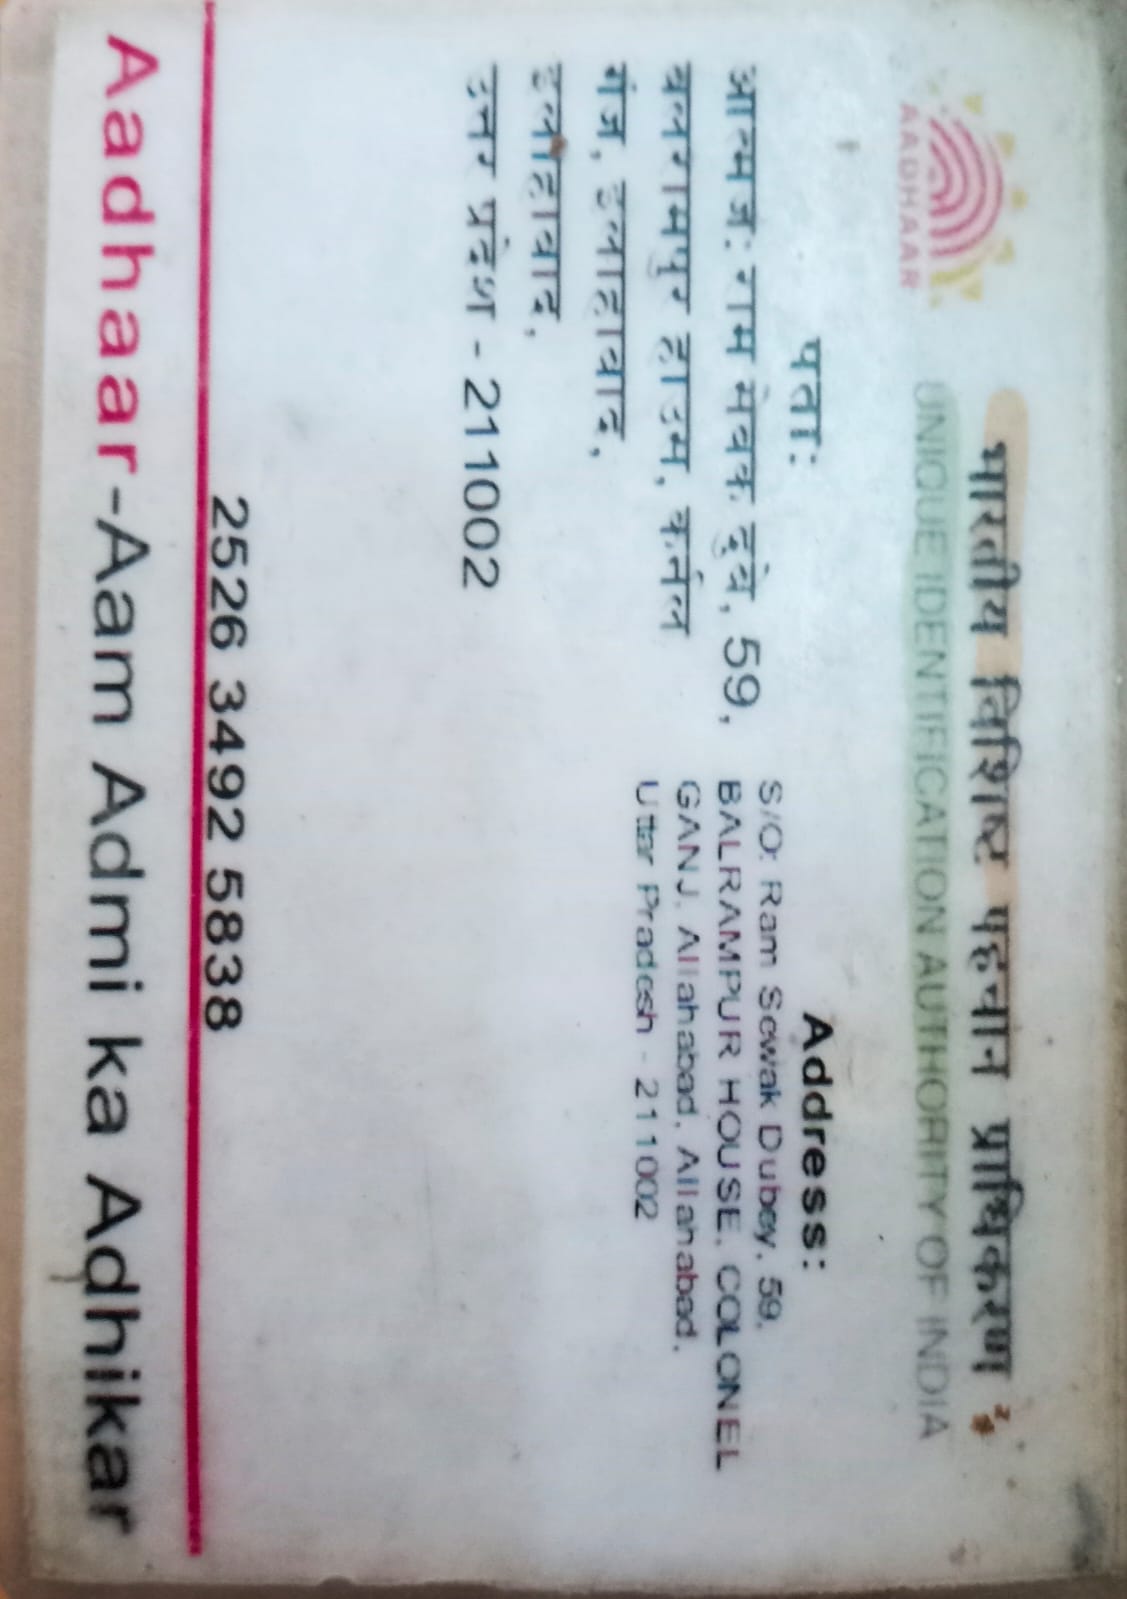 भारतीय विशिष्ट पहचान प्राधिकरण
UNIQUE IDENTIFICATION AUTHORITY OF INDIA
AADHAAR
पता:
आत्मज: राम सेवक दुबे, 59,
बलरामपुर हाउस, कर्नल
गंज, इलाहाबाद,
इलाहाबाद,
उत्तर प्रदेश - 211002
Address:
S/O: Ram Sewak Dubey, 59,
BALRAMPUR HOUSE, COLONEL
GANJ, Allahabad, Allahabad,
Uttar Pradesh - 211002
2526 3492 5838
Aadhaar-Aam Admi ka Adhikar